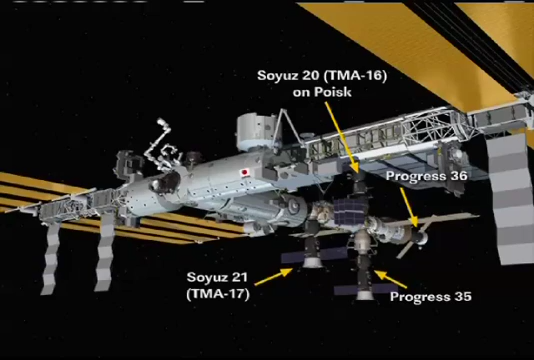 Soyuz 20 (TMA-16)
on Poisk
Progress 36
Soyuz 21
(TMA-17)
Progress 35